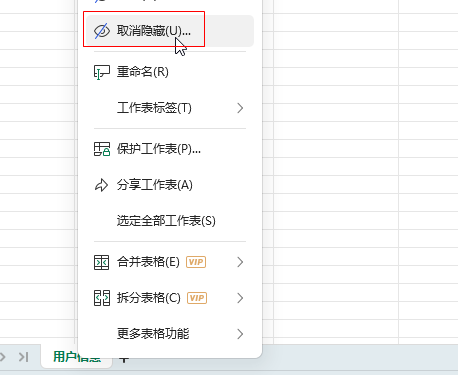 取消隐藏(U)...
重命名(R)
工作表标签(T)
保护工作表(P)...
分享工作表(A)
选定全部工作表(S)
合并表格(E) VIP
拆分表格(C) VIP
更多表格功能
用户信息